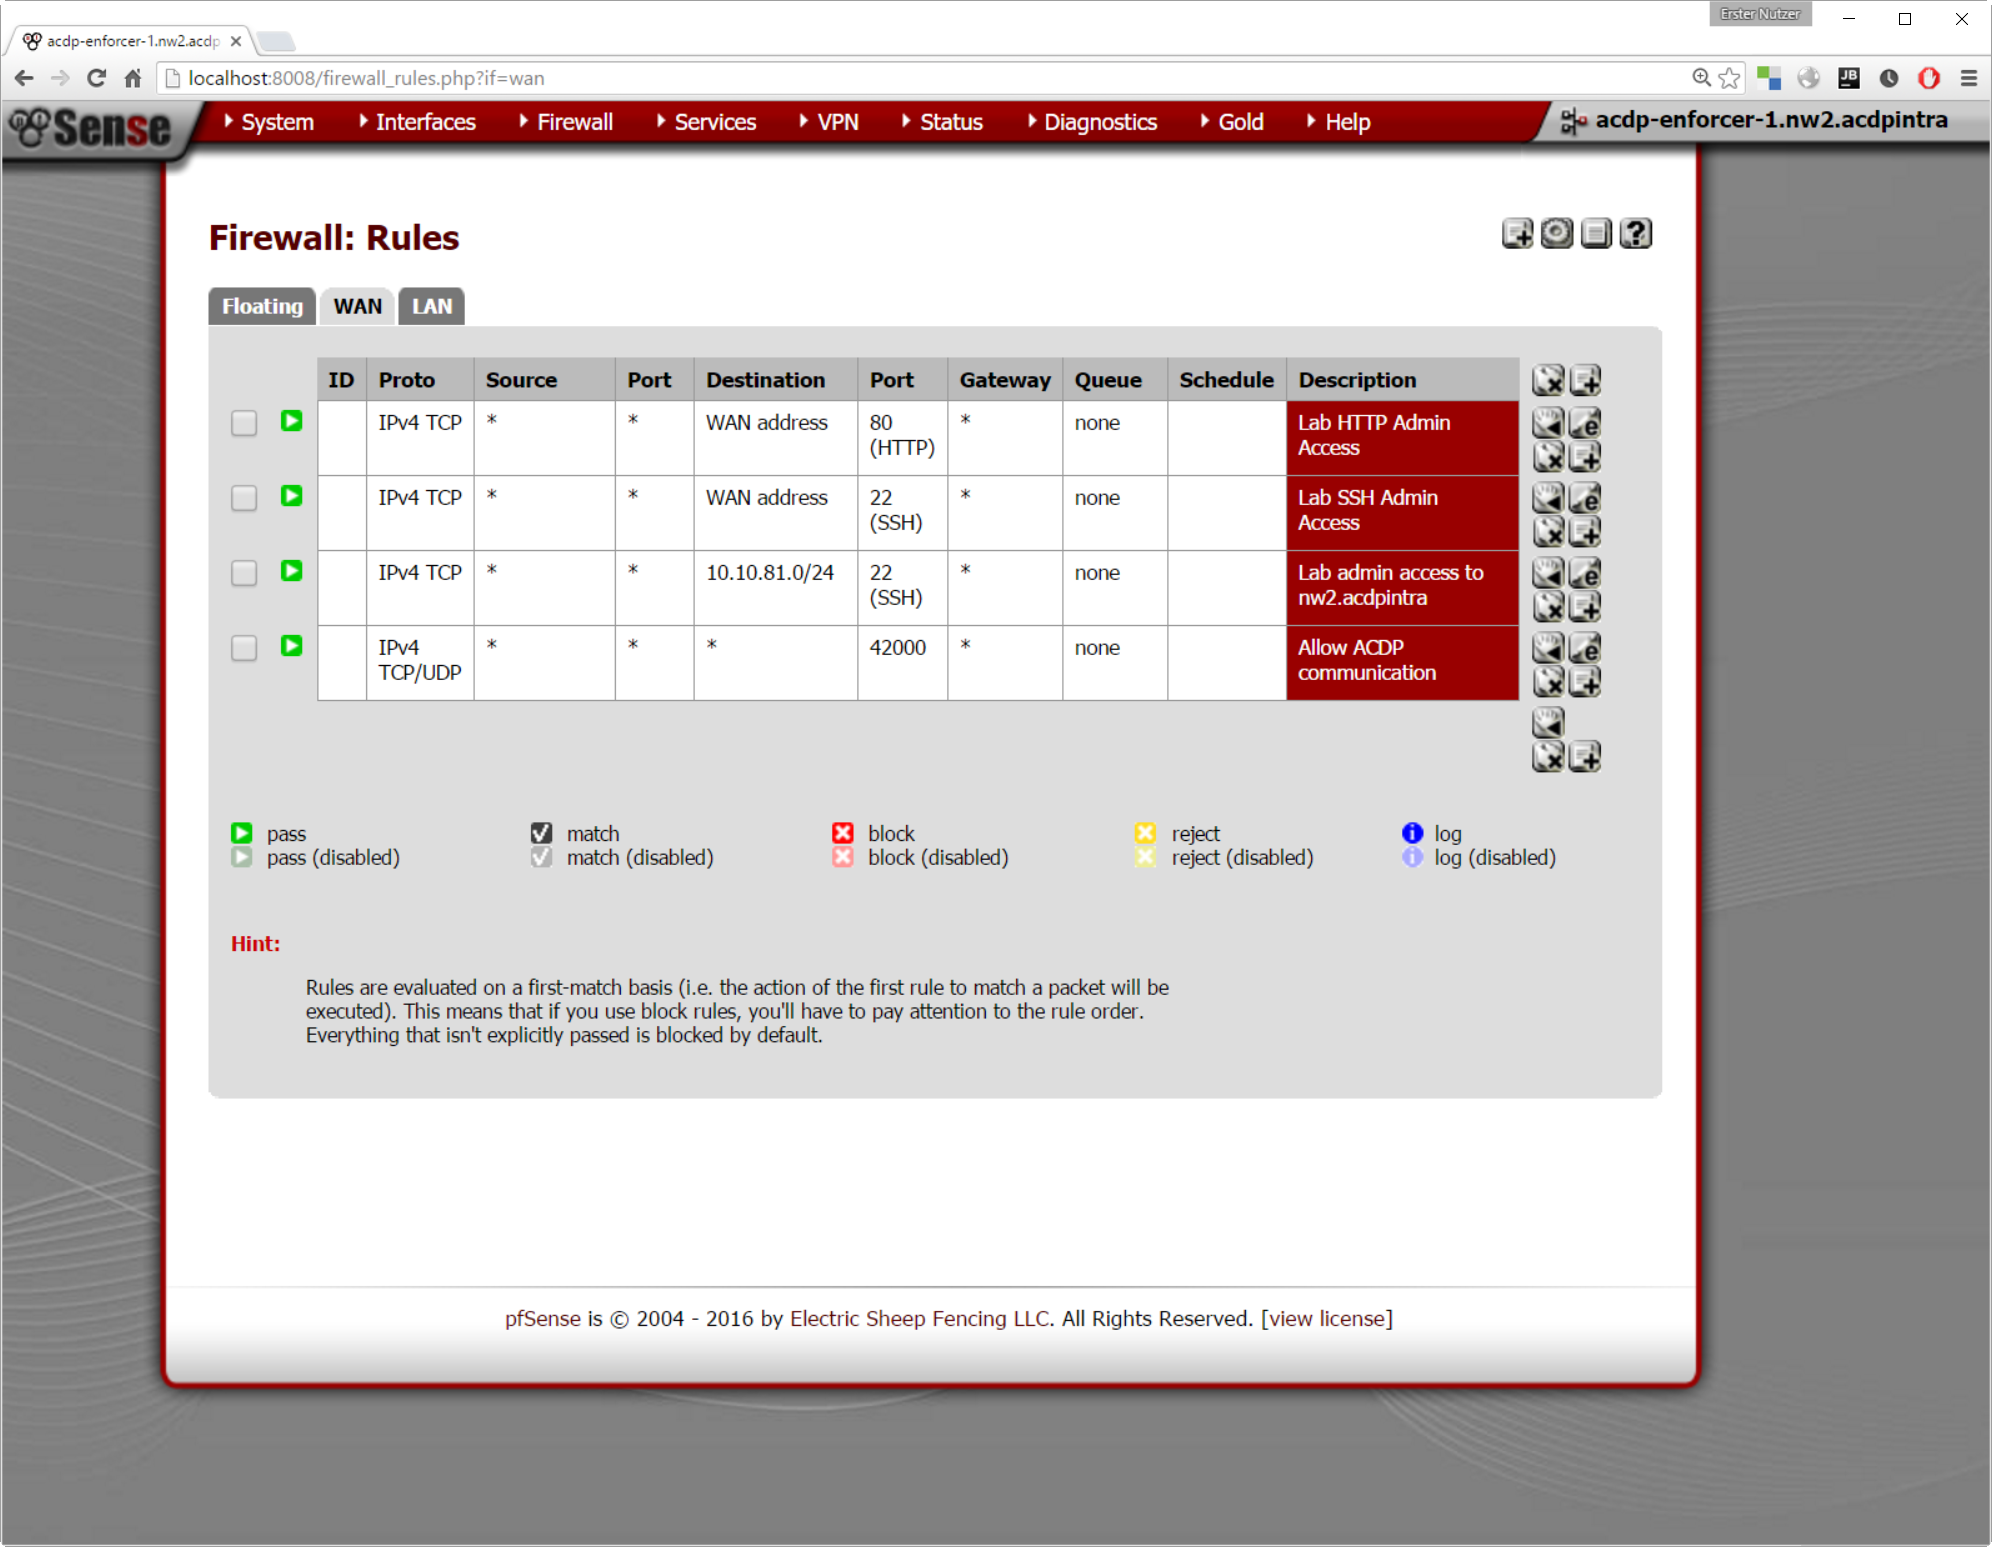 Erster Nutzer
acdp-enforcer-1.nw2.acdp
localhost:8008/firewall_rules.php?if=wan
JB
Sense
System Interfaces Firewall Services VPN Status Diagnostics Gold Help
acdp-enforcer-1.nw2.acdpintra
Firewall: Rules
Floating WAN LAN
ID Proto Source Port Destination Port Gateway Queue Schedule Description
IPv4 TCP * * WAN address 80 * none Lab HTTP Admin
(HTTP) Access
IPv4 TCP * * WAN address 22 * none Lab SSH Admin
(SSH) Access
IPv4 TCP * * 10.10.81.0/24 22 * none Lab admin access to
(SSH) nw2.acdpintra
IPv4 * * * 42000 * none Allow ACDP
TCP/UDP communication
pass match block reject log
pass (disabled) match (disabled) block (disabled) reject (disabled) log (disabled)
Hint:
Rules are evaluated on a first-match basis (i.e. the action of the first rule to match a packet will be
executed). This means that if you use block rules, you'll have to pay attention to the rule order.
Everything that isn't explicitly passed is blocked by default.
pfSense is © 2004 - 2016 by Electric Sheep Fencing LLC. All Rights Reserved. [view license]